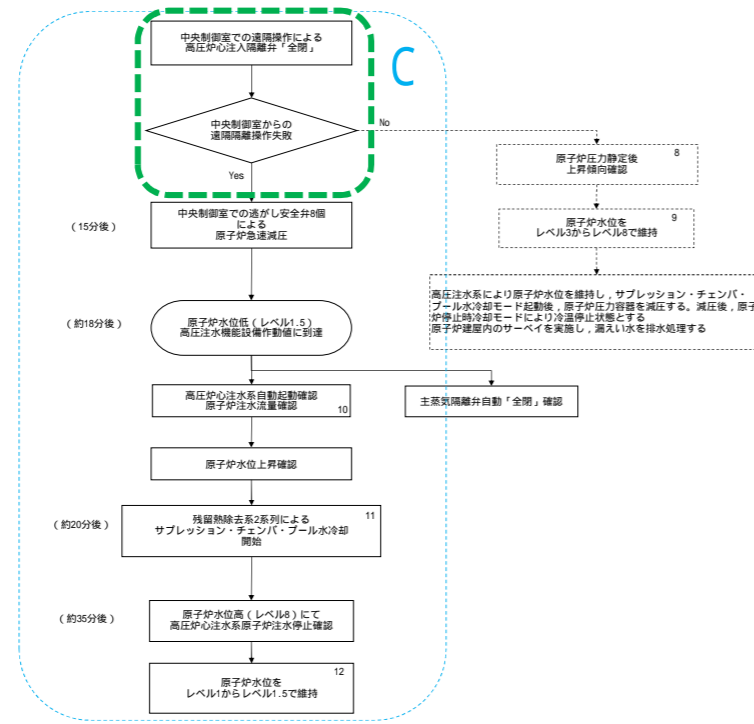 中央制御室での遠隔操作による
高圧炉心注入隔離弁「全閉」
C
中央制御室からの
遠隔隔離操作失敗
No
Yes
8
原子炉圧力静定後
上昇傾向確認
(15分後)
中央制御室での逃がし安全弁8個
による
原子炉急速減圧
9
原子炉水位を
レベル3からレベル8で維持
高圧注水系により原子炉水位を維持し，サプレッション・チェンバ・
プール水冷却モード起動後，原子炉圧力容器を減圧する。減圧後，原子
炉停止時冷却モードにより冷温停止状態とする
原子炉建屋内のサーベイを実施し，漏えい水を排水処理する
(約18分後)
原子炉水位低（レベル1.5）
高圧注水機能設備作動値に到達
高圧炉心注水系自動起動確認
原子炉注水流量確認
10
主蒸気隔離弁自動「全閉」確認
原子炉水位上昇確認
(約20分後)
11
残留熱除去系2系列による
サプレッション・チェンバ・プール水冷却
開始
(約35分後)
原子炉水位高（レベル8）にて
高圧炉心注水系原子炉注水停止確認
12
原子炉水位を
レベル1からレベル1.5で維持